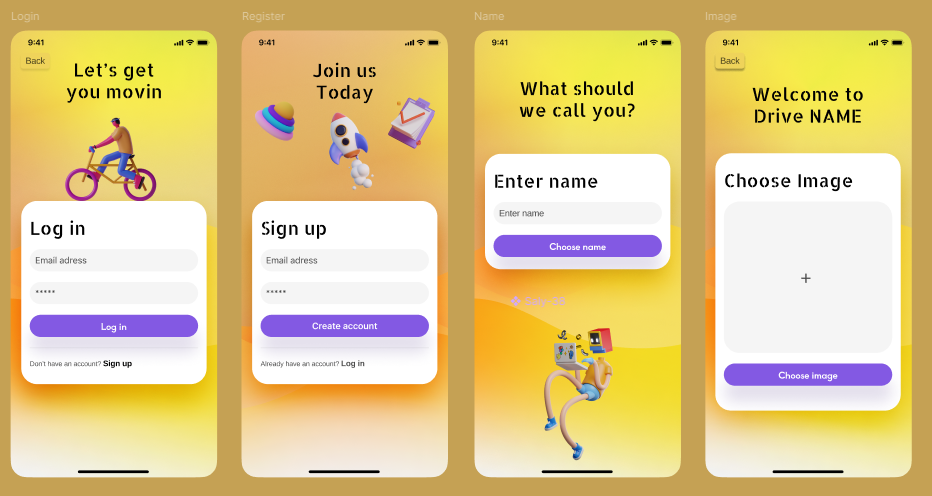 Login
9:41
Back
Let's get
you movin
Log in
Email adress
*****
Log in
Don't have an account? Sign up
Register
9:41
Join us
Today
Sign up
Email adress
*****
Create account
Already have an account? Log in
Name
9:41
What should
we call you?
Enter name
Enter name
Choose name
Image
9:41
Back
Welcome to
Drive NAME
Choose Image
+
Choose image